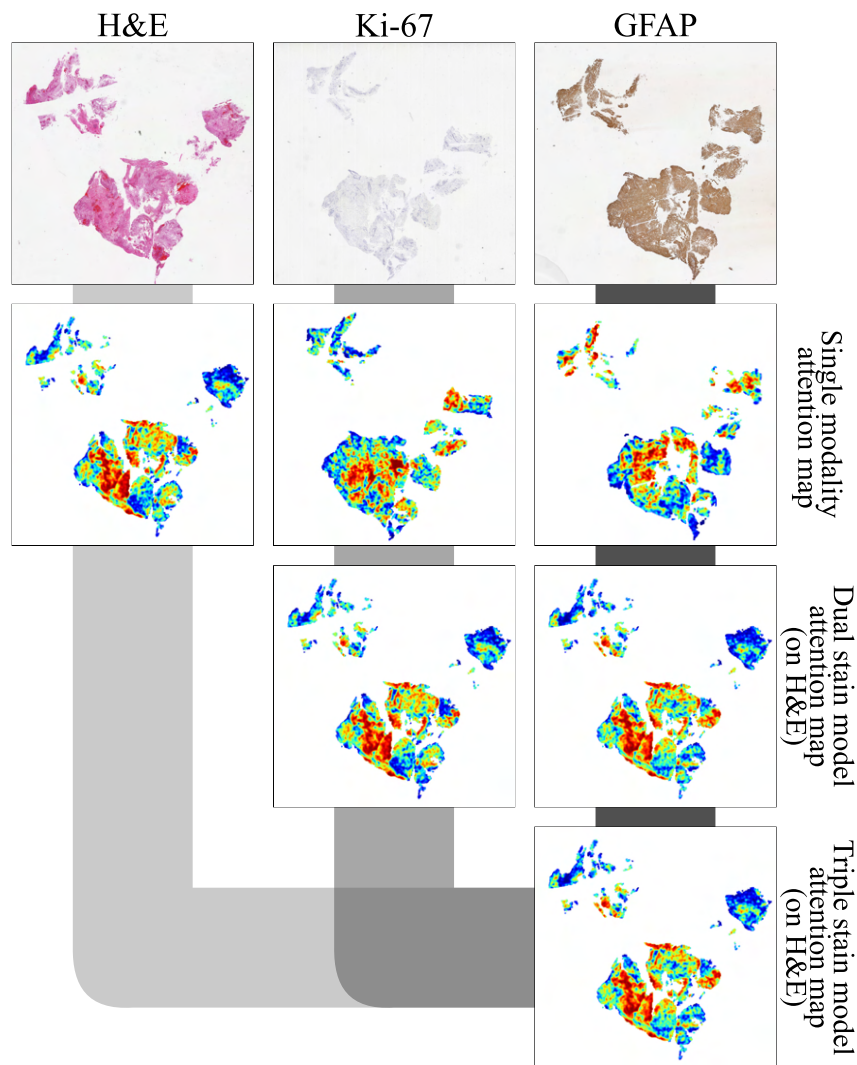 H&E
Ki-67
GFAP
Single modality
attention map
Dual stain model
attention map
(on H&E)
Triple stain model
attention map
(on H&E)